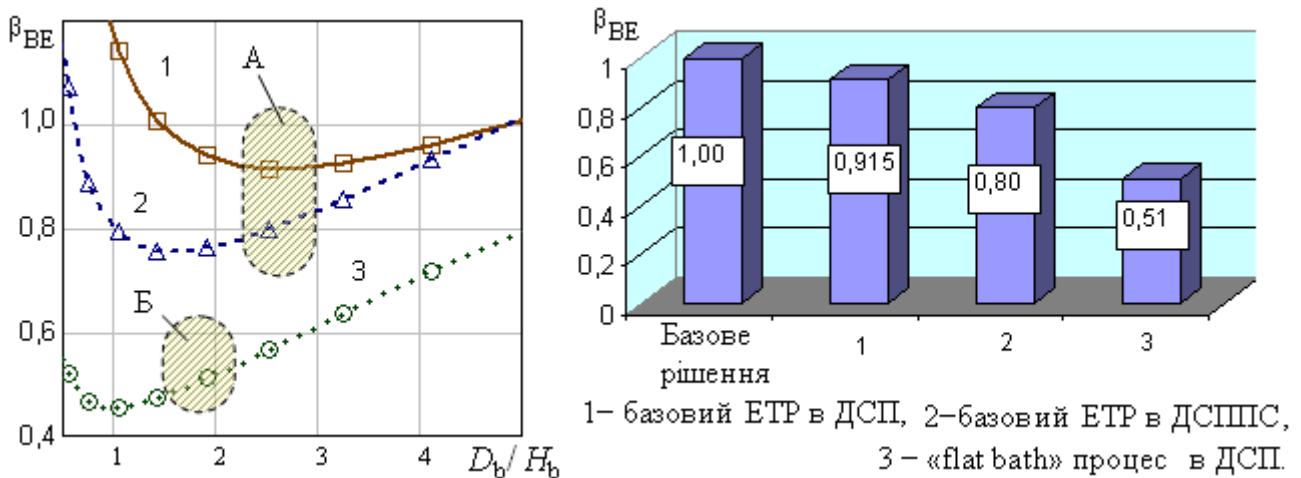 β_BE
1
А
1,0
2
0,8
3
Б
0,6
0,4
1 2 3 4 D_b/ H_b
β_BE
1
0,8
0,6
0,4
0,2
0
1,00
0,915
0,80
0,51
Базове
рішення
1 2 3
1– базовий ЕТР в ДСП, 2–базовий ЕТР в ДСППС,
3 – «flat bath» процес в ДСП.